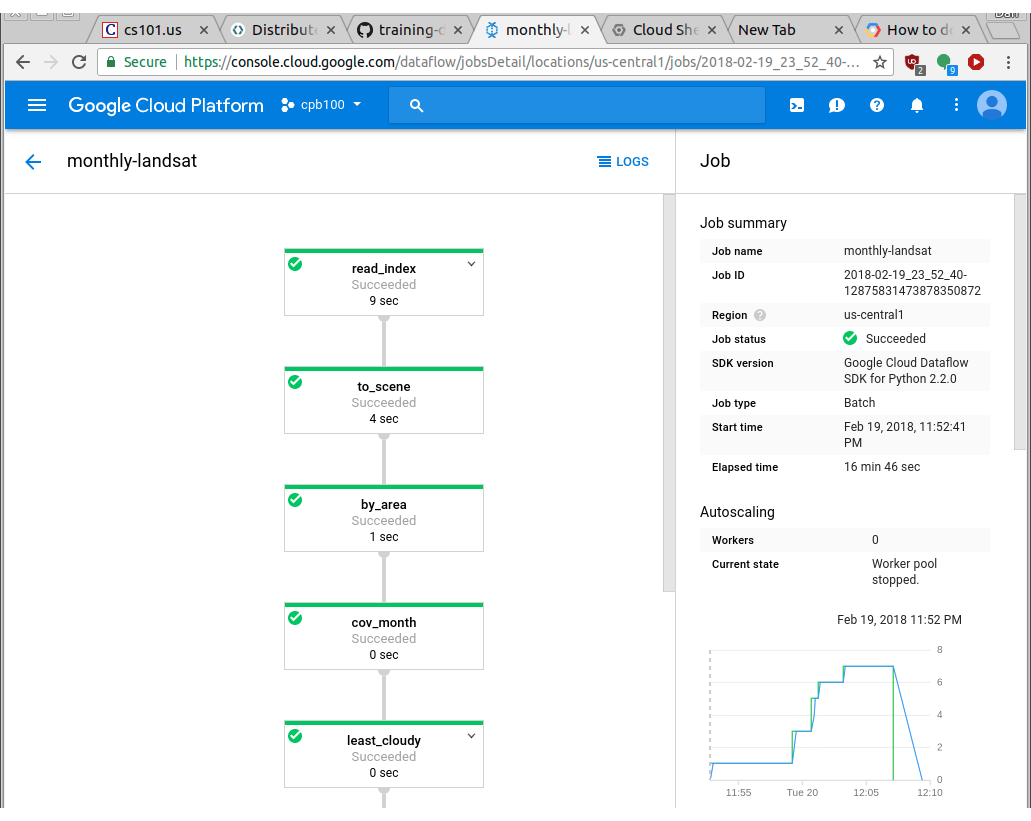 Dan
cs101.us
Distribute
training-d
monthly-l
Cloud She
New Tab
How to de
Secure
https://console.cloud.google.com/dataflow/jobsDetail/locations/us-central1/jobs/2018-02-19_23_52_40-...
2
9
Google Cloud Platform
cpb100
monthly-landsat
LOGS
read_index
Succeeded
9 sec
to_scene
Succeeded
4 sec
by_area
Succeeded
1 sec
cov_month
Succeeded
0 sec
least_cloudy
Succeeded
0 sec
Job
Job summary
Job name monthly-landsat
Job ID 2018-02-19_23_52_40-
12875831473878350872
Region us-central1
Job status Succeeded
SDK version Google Cloud Dataflow
SDK for Python 2.2.0
Job type Batch
Start time Feb 19, 2018, 11:52:41
PM
Elapsed time 16 min 46 sec
Autoscaling
Workers 0
Current state Worker pool
stopped.
Feb 19, 2018 11:52 PM
8
6
4
2
0
11:55 Tue 20 12:05 12:10